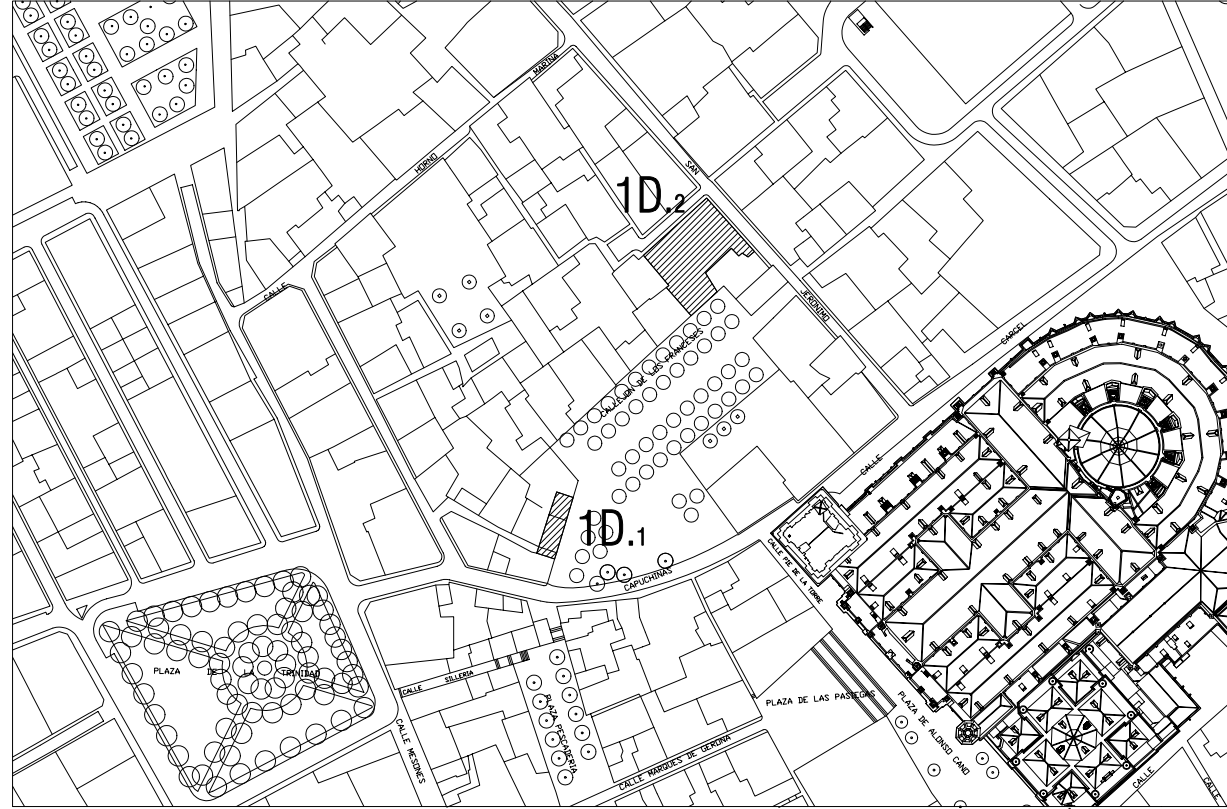 MARINA
HORNO
CALLE
SAN
1D.2
JERONIMO
CARCEL
CALLEJON DE LOS FRANCESES
CALLE
1D.1
CAPUCHINAS
CALLE PIE DE LA TORRE
PLAZA DE LA TRINIDAD
CALLE SILLERIA
PLAZA PESCADERIA
CALLE MESONES
CALLE MARQUES DE GERONA
PLAZA DE LAS PASIEGAS
PLAZA DE ALONSO CANO
CALLE
CALLE